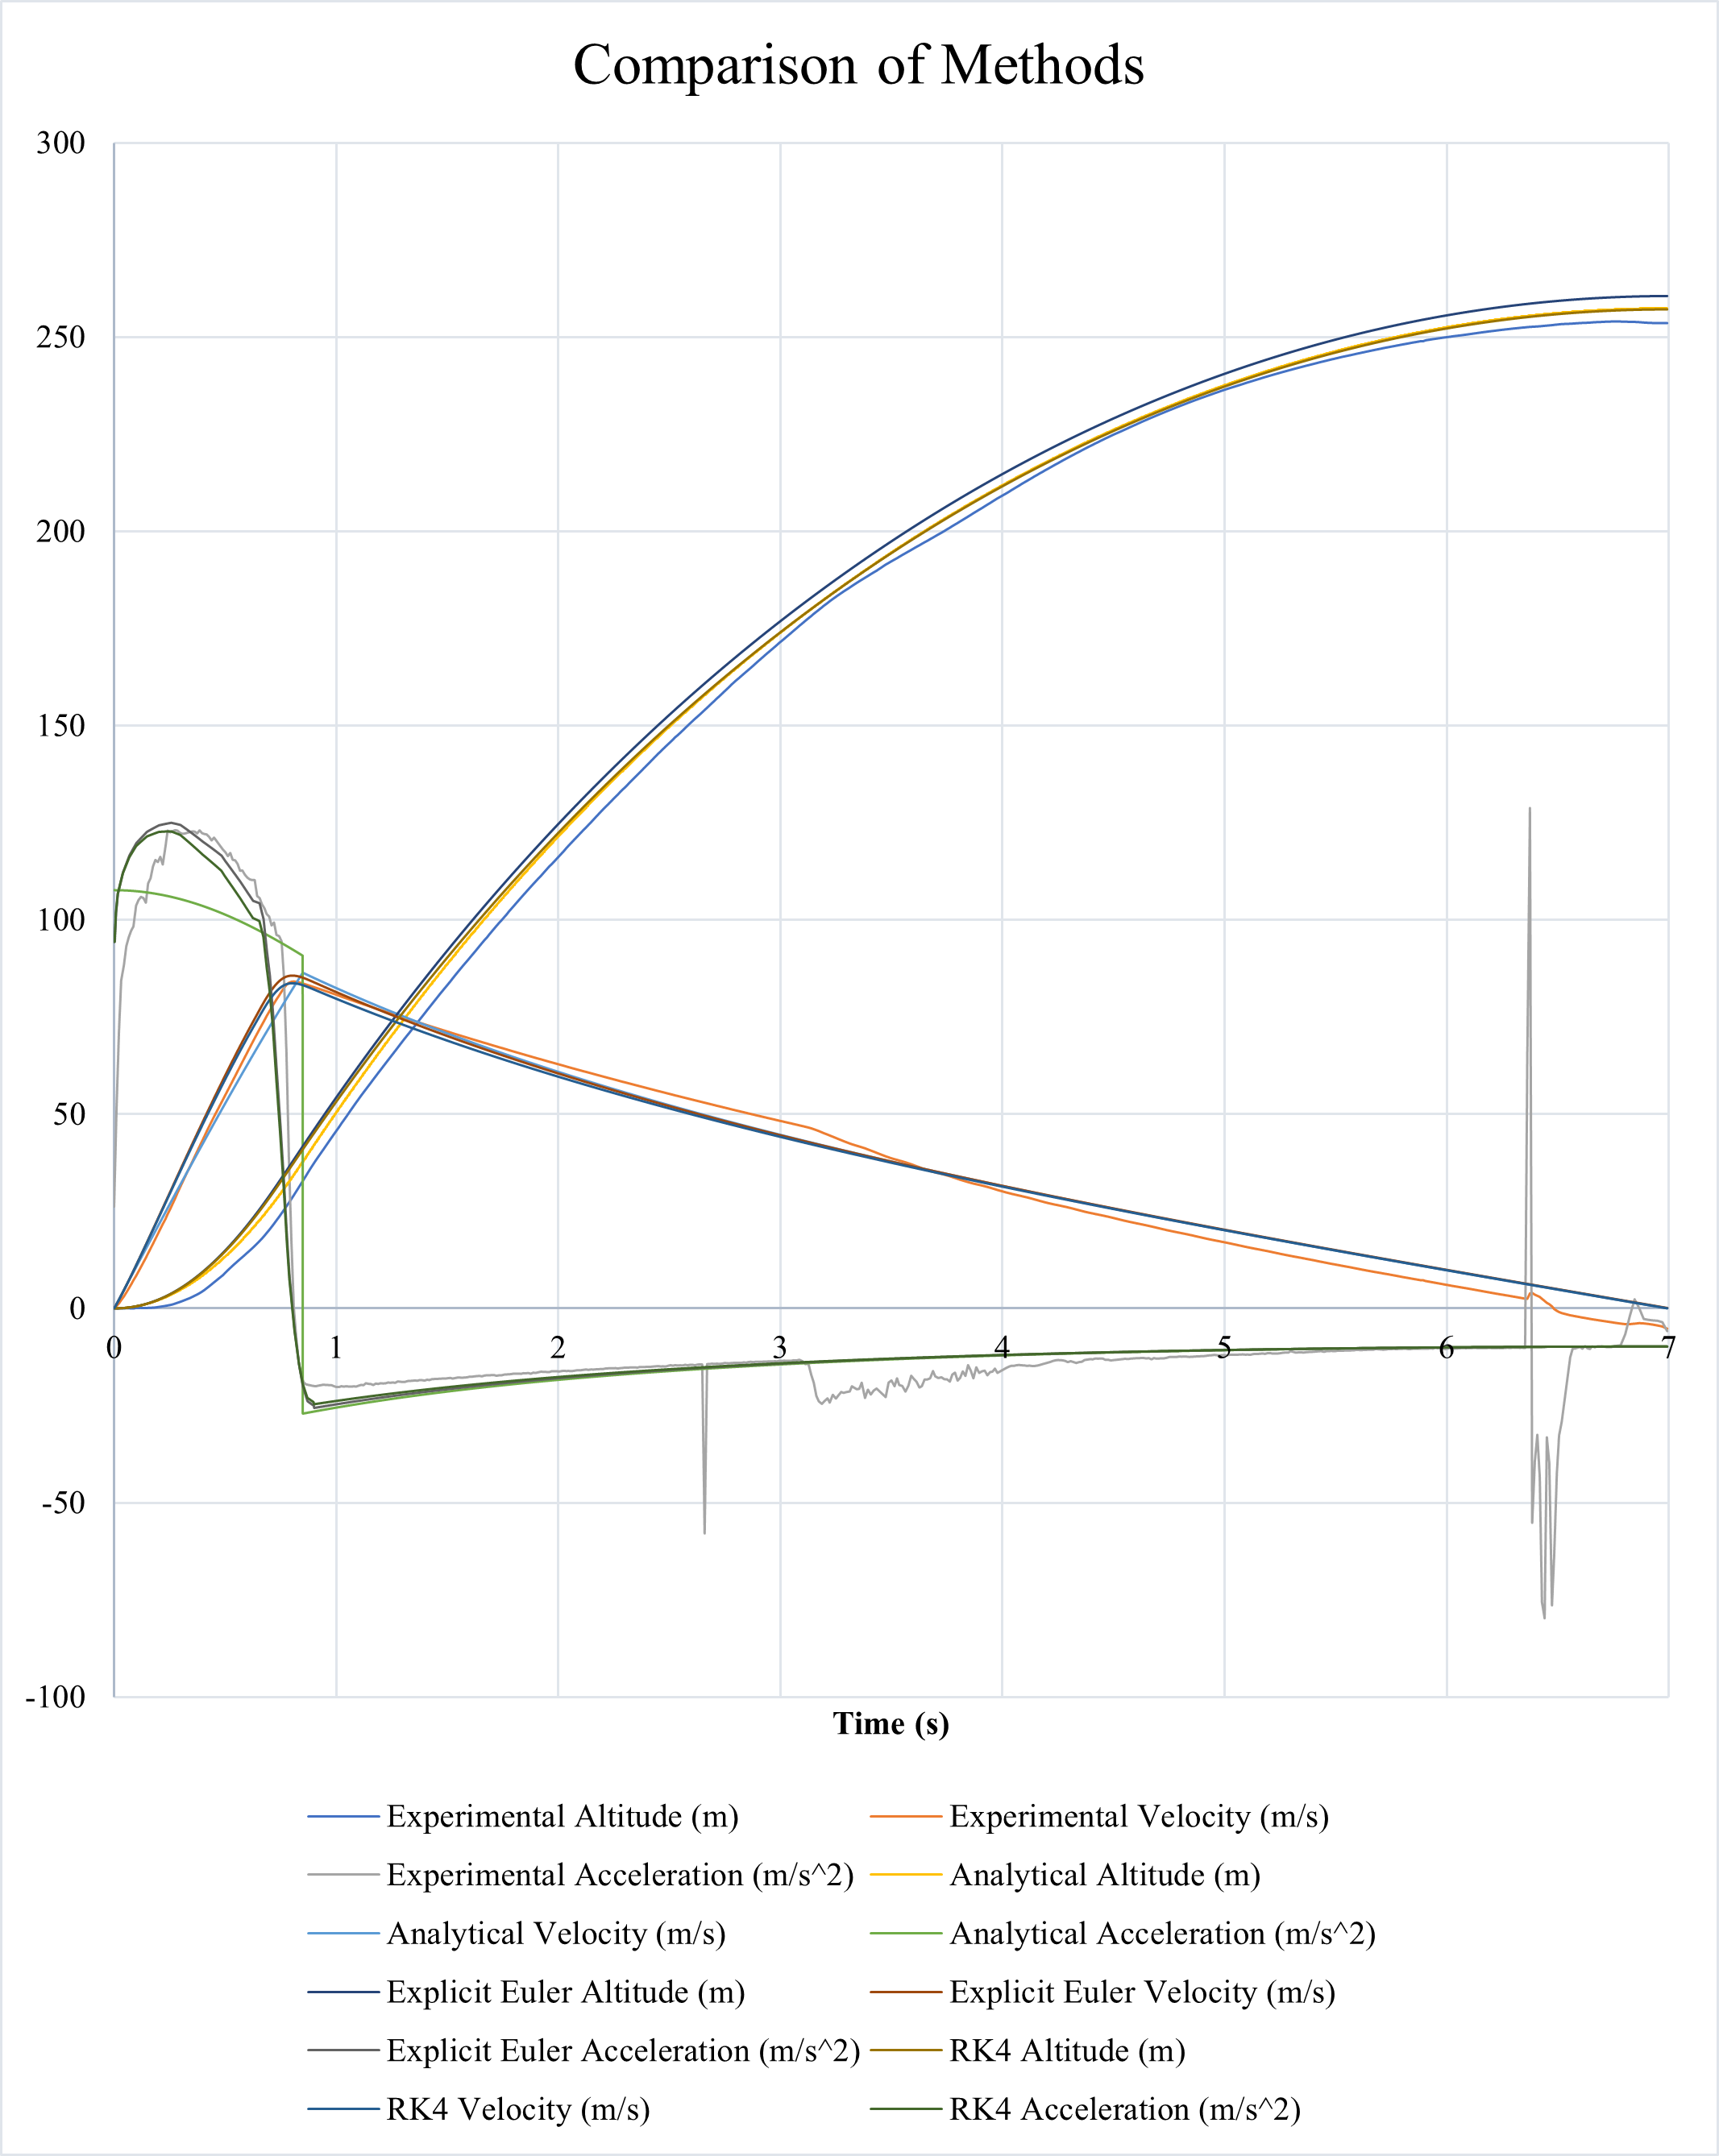 Comparison of Methods
300
250
200
150
100
50
0
-50
-100
0 1 2 3 4 5 6 7
Time (s)
Experimental Altitude (m) Experimental Velocity (m/s)
Experimental Acceleration (m/s^2) Analytical Altitude (m)
Analytical Velocity (m/s) Analytical Acceleration (m/s^2)
Explicit Euler Altitude (m) Explicit Euler Velocity (m/s)
Explicit Euler Acceleration (m/s^2) RK4 Altitude (m)
RK4 Velocity (m/s) RK4 Acceleration (m/s^2)